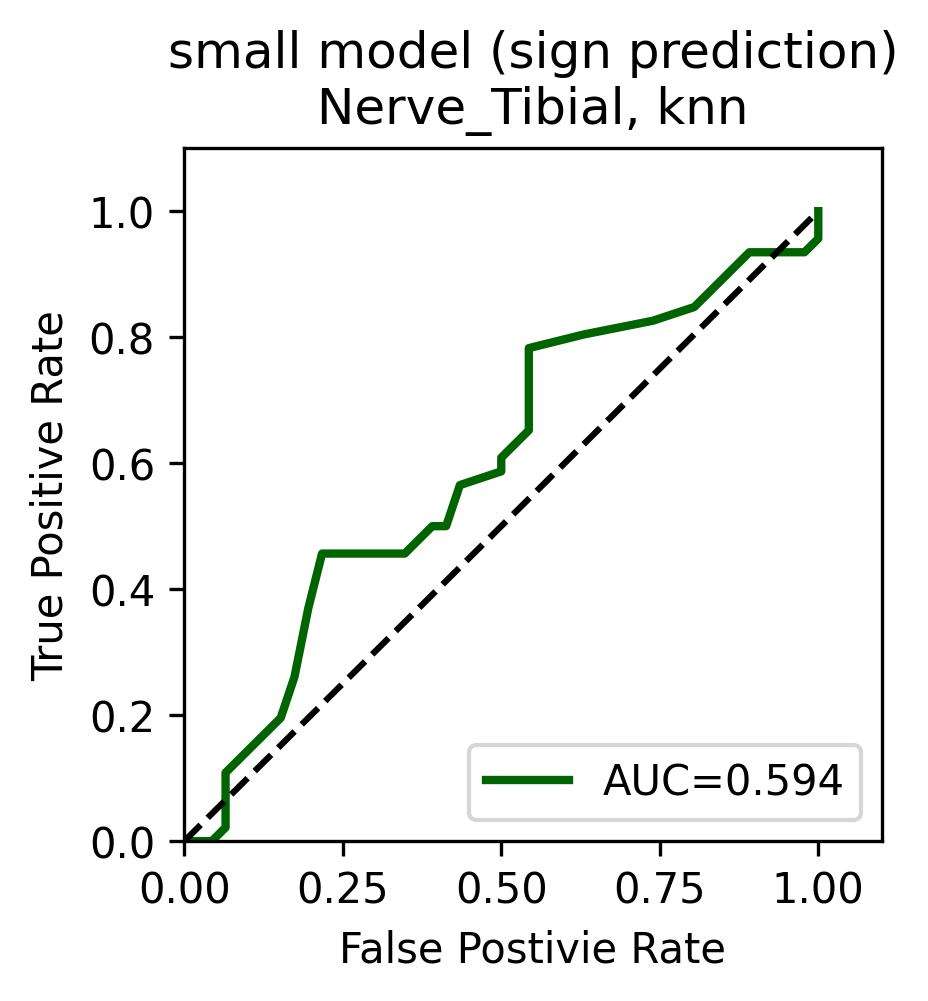 small model (sign prediction)
Nerve_Tibial, knn
True Positive Rate
1.0
0.8
0.6
0.4
0.2
0.0
AUC=0.594
0.00 0.25 0.50 0.75 1.00
False Postivie Rate